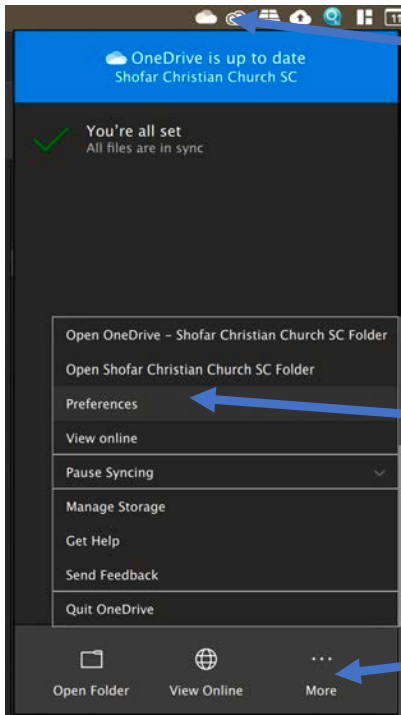 11
OneDrive is up to date
Shofar Christian Church SC
You're all set
All files are in sync
Open OneDrive – Shofar Christian Church SC Folder
Open Shofar Christian Church SC Folder
Preferences
View online
Pause Syncing
Manage Storage
Get Help
Send Feedback
Quit OneDrive
Open Folder View Online More